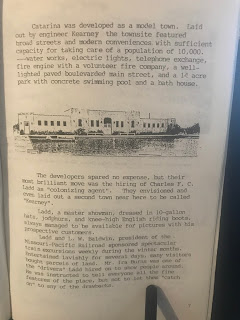 Catarina was developed as a model town. Laid
out by engineer Kearney the townsite featured
broad streets and modern conveniences with sufficient
capacity for taking care of a population of 10,000.
---water works, electric lights, telephone exchange,
fire engine with a volunteer fire company, a well-
lighted paved boulevarded main street, and a 14 acre
park with concrete swimming pool and a bath house.
The developers spared no expense, but their
most brilliant move was the hiring of Charles F. C.
Ladd as "colonizing agent". They envisioned and
even laid out a second town near here to be called
"Kearney".
Ladd, a master showman, dressed in 10-gallon
hats, jodhpurs, and knee-high English riding boots,
always managed to be available for pictures with his
prospective customers.
Ladd and L. W. Baldwin, president of the
Missouri-Pacific Railroad sponsored spectacular
train excursions weekly during the winter months.
Entertained lavishly for several days, many visitors
bought parcels of land. Mr. Ira was one of
the "drivers" Ladd hired to show people around.
He was instructed to tell everyone all the fine
features of the place, but not to let them "catch
on" to any of the drawbacks.